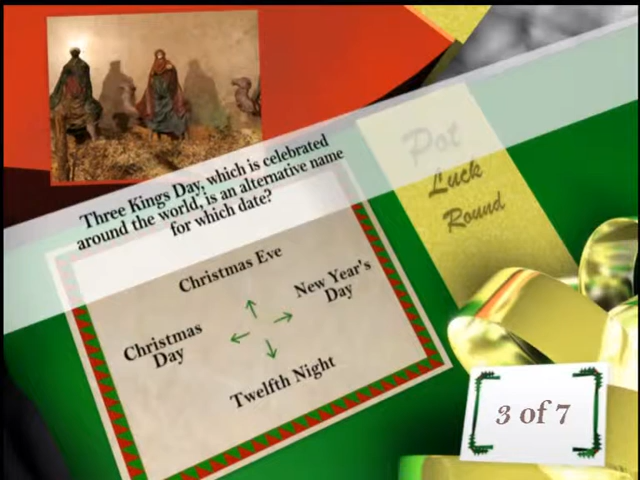 Three Kings Day, which is celebrated
around the world, is an alternative name
for which date?
Pot
Luck
Round
Christmas Eve
New Year's
Day
Christmas
Day
Twelfth Night
3 of 7